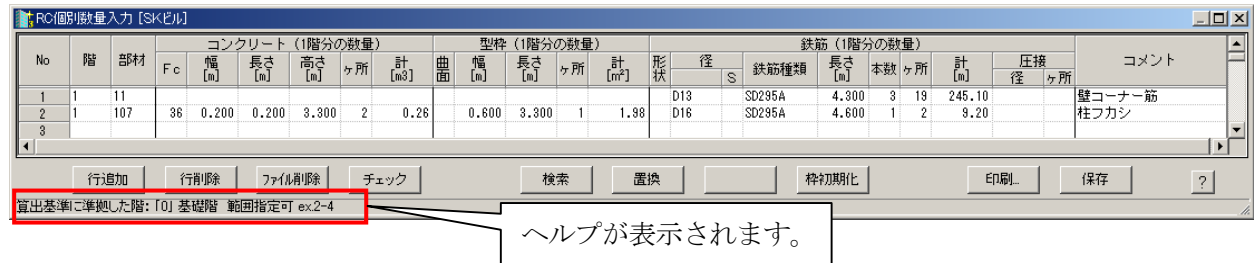 RC個別数量入力 [SKビル]
コンクリート (1階分の数量) 型枠 (1階分の数量) 鉄筋 (1階分の数量)
No 階 部材 Fc 幅[m] 長さ[m] 高さ[m] ヶ所 計[m3] 曲面 幅[m] 長さ[m] ヶ所 計[m²] 形状 径 S 鉄筋種類 長さ[m] 本数 ヶ所 計[m] 圧接 径 ヶ所 コメント
1 1 11 D13 SD295A 4.300 3 19 245.10 壁コーナー筋
2 1 107 36 0.200 0.200 3.300 2 0.26 0.600 3.300 1 1.98 D16 SD295A 4.600 1 2 9.20 柱フカシ
3
行追加 行削除 ファイル削除 チェック 検索 置換 枠初期化 印刷... 保存 ?
算出基準に準拠した階:「0」基礎階 範囲指定可 ex.2-4
ヘルプが表示されます。